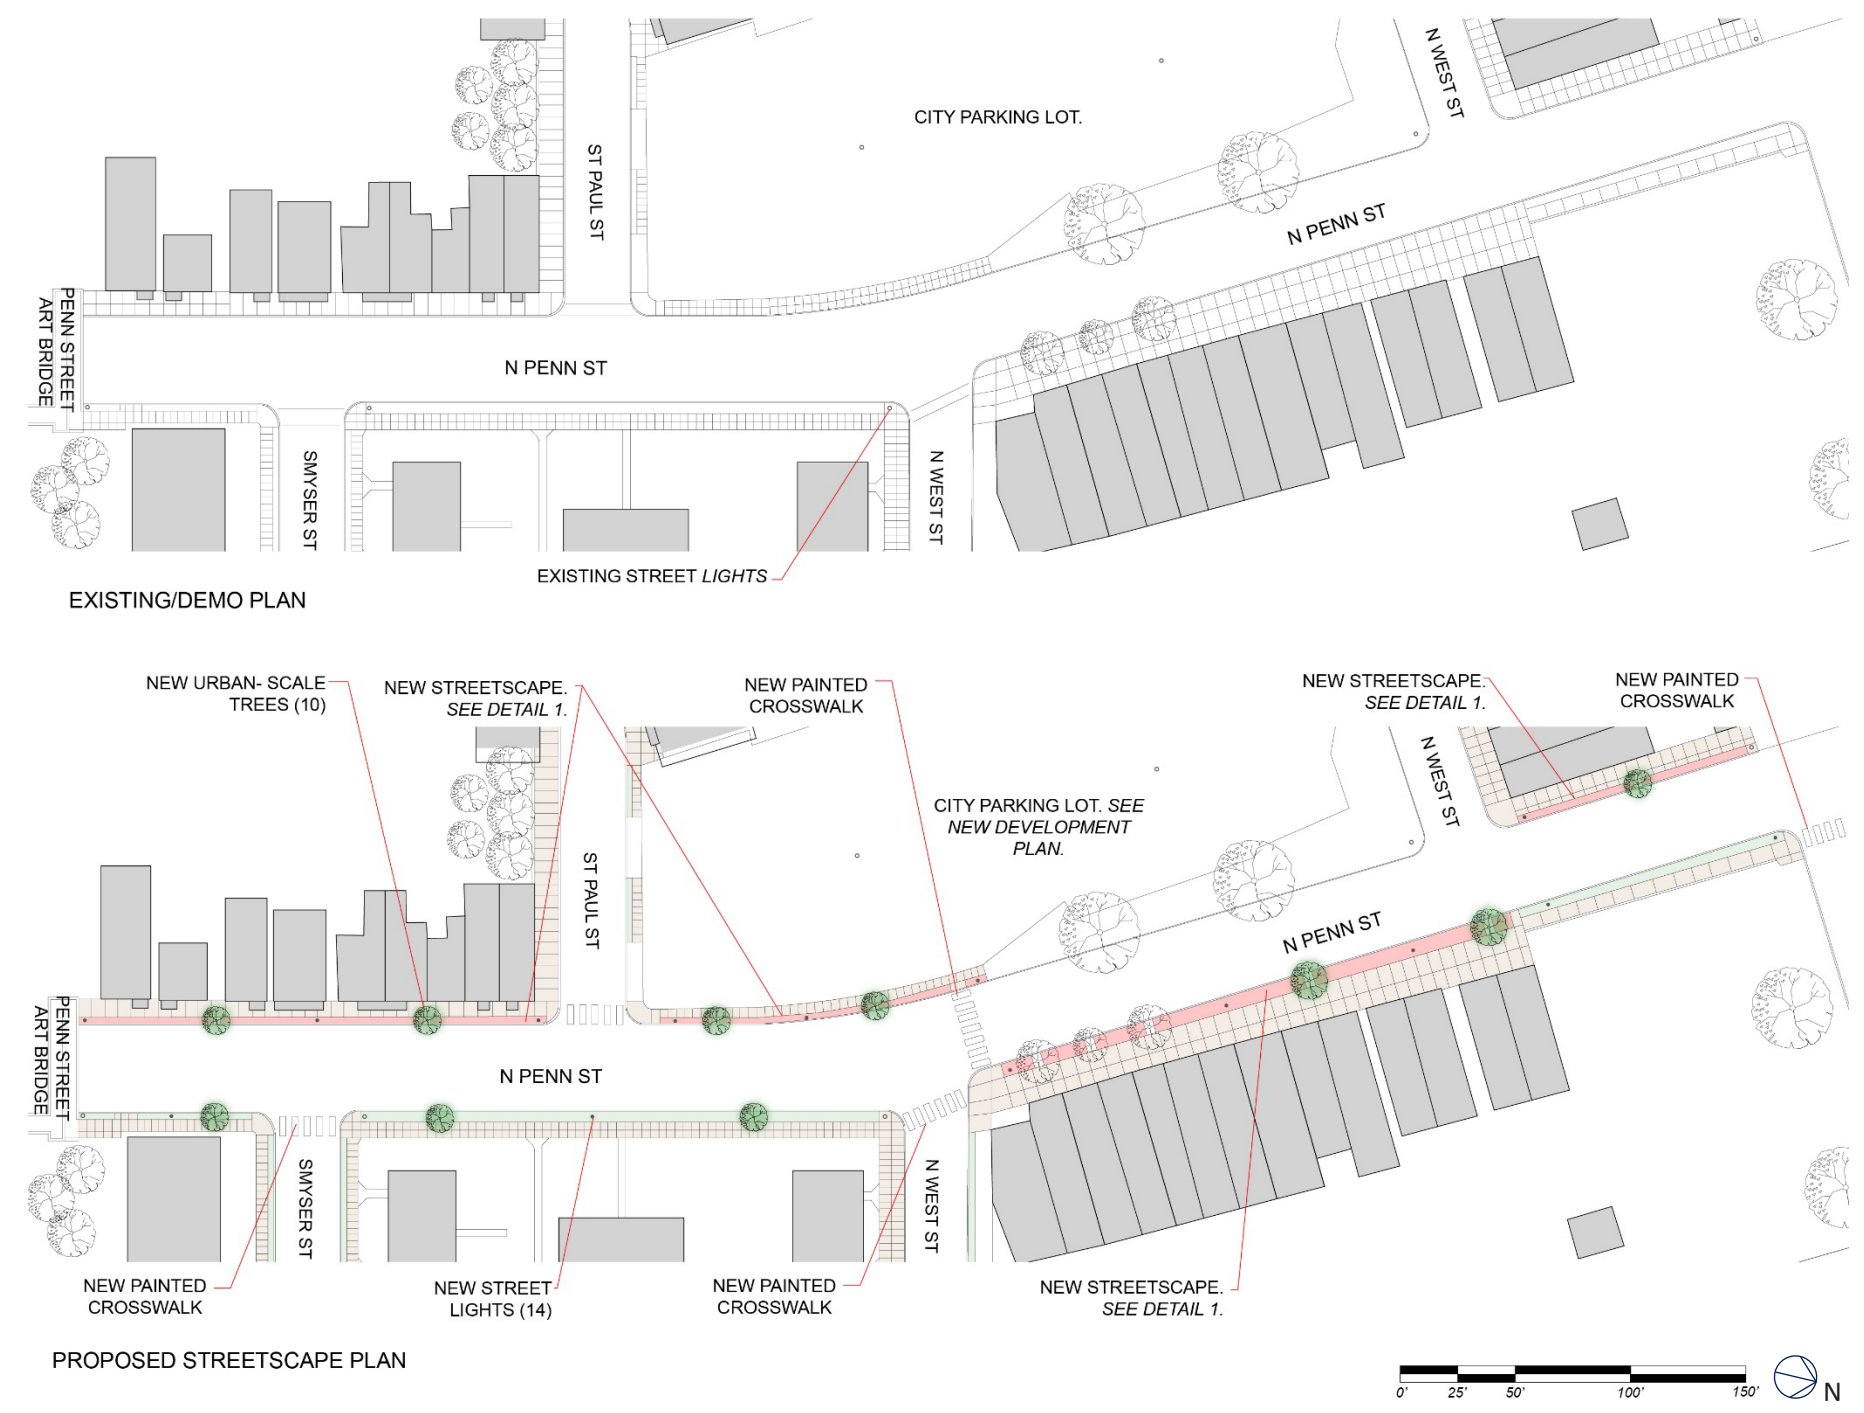 N WEST ST
CITY PARKING LOT.
ST PAUL ST
N PENN ST
PENN STREET
ART BRIDGE
N PENN ST
SMYSER ST
N WEST ST
EXISTING STREET LIGHTS
EXISTING/DEMO PLAN
NEW URBAN- SCALE
TREES (10)
NEW STREETSCAPE.
SEE DETAIL 1.
NEW PAINTED
CROSSWALK
NEW STREETSCAPE.
SEE DETAIL 1.
NEW PAINTED
CROSSWALK
N WEST ST
CITY PARKING LOT. SEE
NEW DEVELOPMENT
PLAN.
ST PAUL ST
N PENN ST
PENN STREET
ART BRIDGE
N PENN ST
SMYSER ST
N WEST ST
NEW PAINTED
CROSSWALK
NEW STREET
LIGHTS (14)
NEW PAINTED
CROSSWALK
NEW STREETSCAPE.
SEE DETAIL 1.
PROPOSED STREETSCAPE PLAN
0' 25' 50' 100' 150'
N